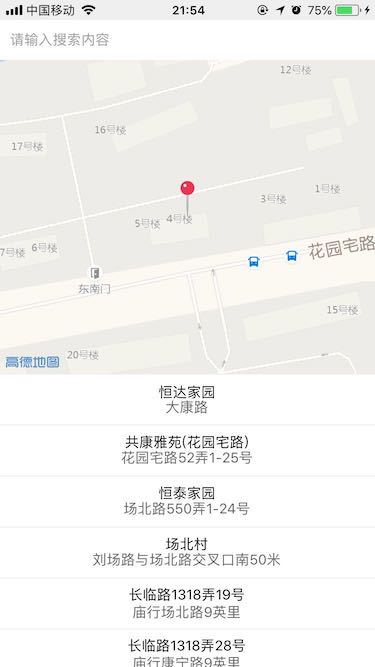 中国移动
21:54
75%
请输入搜索内容
12号楼
16号楼
17号楼
1号楼
3号楼
5号楼
4号楼
7号楼
6号楼
花园宅路
东南门
15号楼
20号楼
高德地图
恒达家园
大康路
共康雅苑(花园宅路)
花园宅路52弄1-25号
恒泰家园
场北路550弄1-24号
场北村
刘场路与场北路交叉口南50米
长临路1318弄19号
庙行场北路9英里
长临路1318弄28号
庙行康宁路9英里